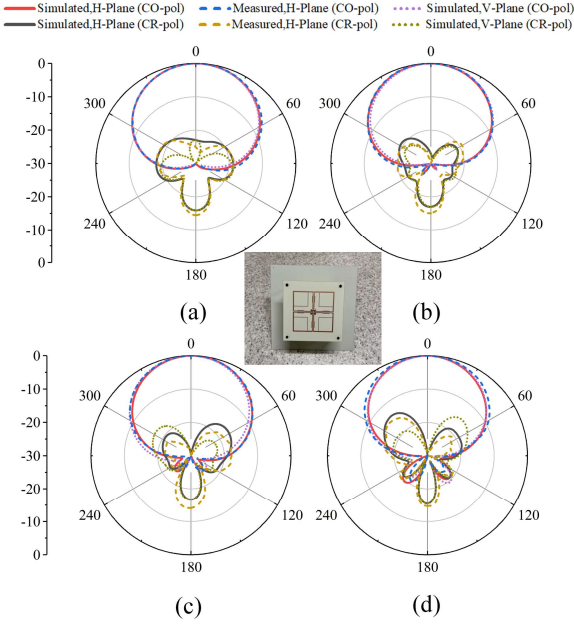 Simulated,H-Plane (CO-pol) Measured,H-Plane (CO-pol) Simulated,V-Plane (CO-pol)
Simulated,H-Plane (CR-pol) Measured,H-Plane (CR-pol) Simulated,V-Plane (CR-pol)
0 0
0
-10
-20
-30
-20
-10
0
300 60 300 60
240 120 240 120
180 180
(a) (b)
0 0
0
-10
-20
-30
-20
-10
0
300 60 300 60
240 120 240 120
180 180
(c) (d)